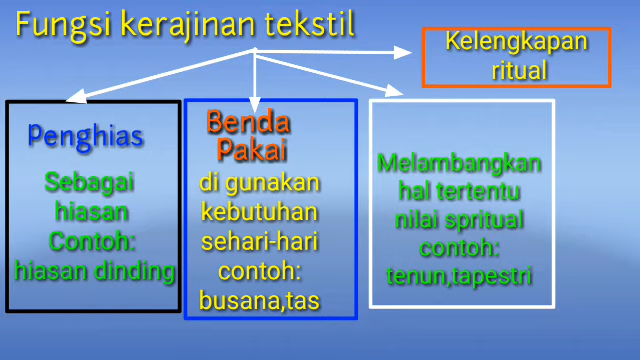 Fungsi kerajinan tekstil
Kelengkapan
ritual
Penghias
Sebagai
hiasan
Contoh:
hiasan dinding
Benda
Pakai
di gunakan
kebutuhan
sehari-hari
contoh:
busana,tas
Melambangkan
hal tertentu
nilai spritual
contoh:
tenun,tapestri